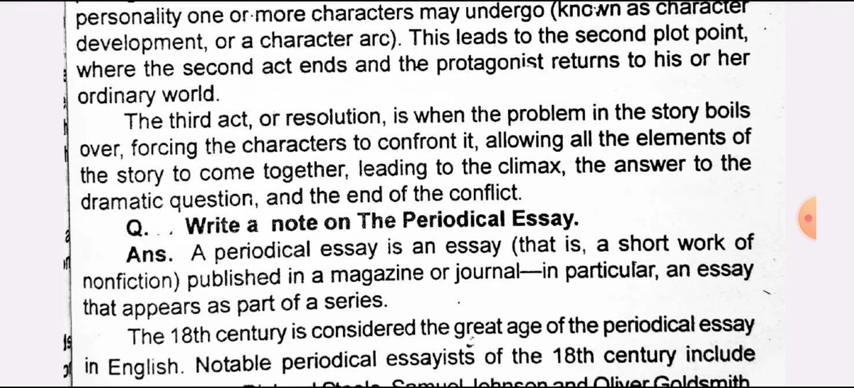 personality one or more characters may undergo (known as character
development, or a character arc). This leads to the second plot point,
where the second act ends and the protagonist returns to his or her
ordinary world.
The third act, or resolution, is when the problem in the story boils
over, forcing the characters to confront it, allowing all the elements of
the story to come together, leading to the climax, the answer to the
dramatic question, and the end of the conflict.
Q. . . Write a note on The Periodical Essay.
Ans. A periodical essay is an essay (that is, a short work of
nonfiction) published in a magazine or journal—in particular, an essay
that appears as part of a series.
The 18th century is considered the great age of the periodical essay
in English. Notable periodical essayists of the 18th century include
Samuel Johnson and Oliver Goldsmith